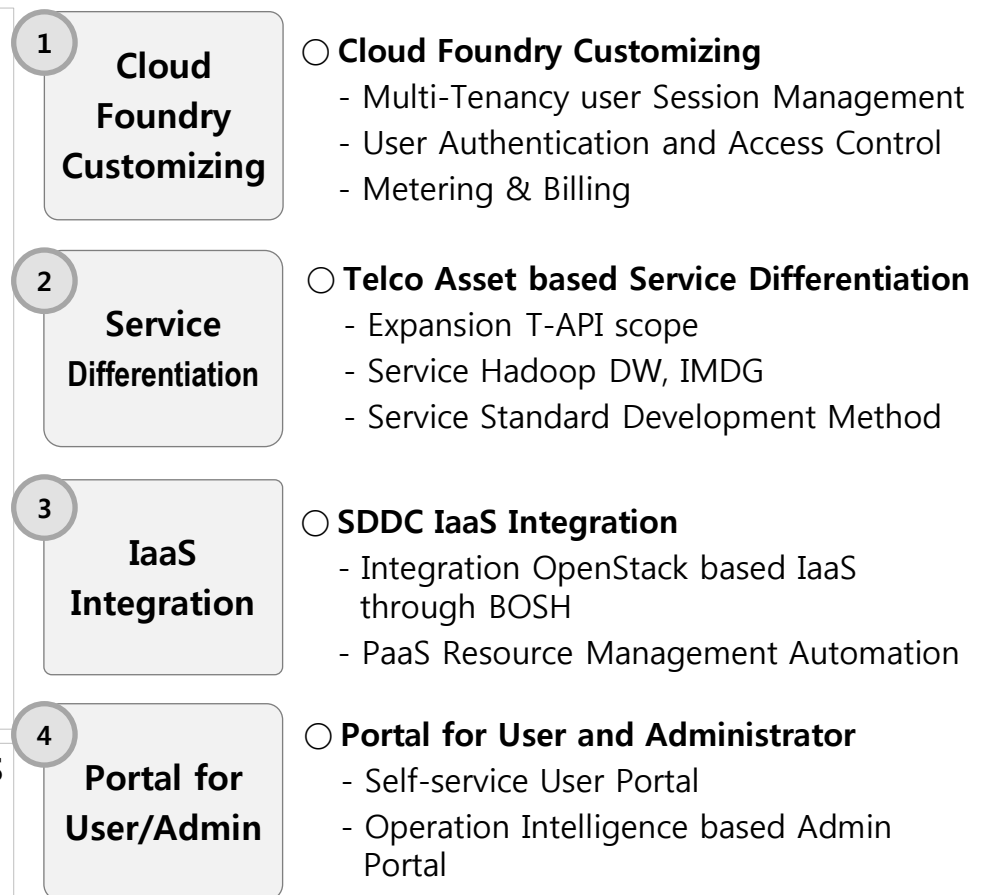 1
Cloud
Foundry
Customizing
○ Cloud Foundry Customizing
- Multi-Tenancy user Session Management
- User Authentication and Access Control
- Metering & Billing
2
Service
Differentiation
○ Telco Asset based Service Differentiation
- Expansion T-API scope
- Service Hadoop DW, IMDG
- Service Standard Development Method
3
IaaS
Integration
○ SDDC IaaS Integration
- Integration OpenStack based IaaS
through BOSH
- PaaS Resource Management Automation
4
Portal for
User/Admin
○ Portal for User and Administrator
- Self-service User Portal
- Operation Intelligence based Admin
Portal